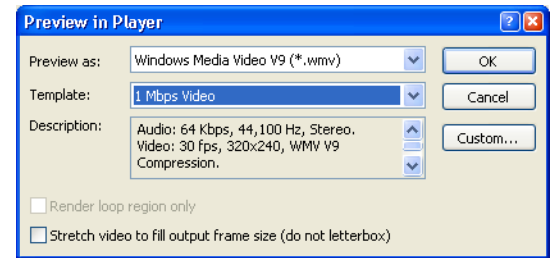 Preview in Player
Preview as: Windows Media Video V9 (*.wmv) OK
Template: 1 Mbps Video Cancel
Description: Audio: 64 Kbps, 44,100 Hz, Stereo. Custom...
Video: 30 fps, 320x240, WMV V9
Compression.
Render loop region only
Stretch video to fill output frame size (do not letterbox)